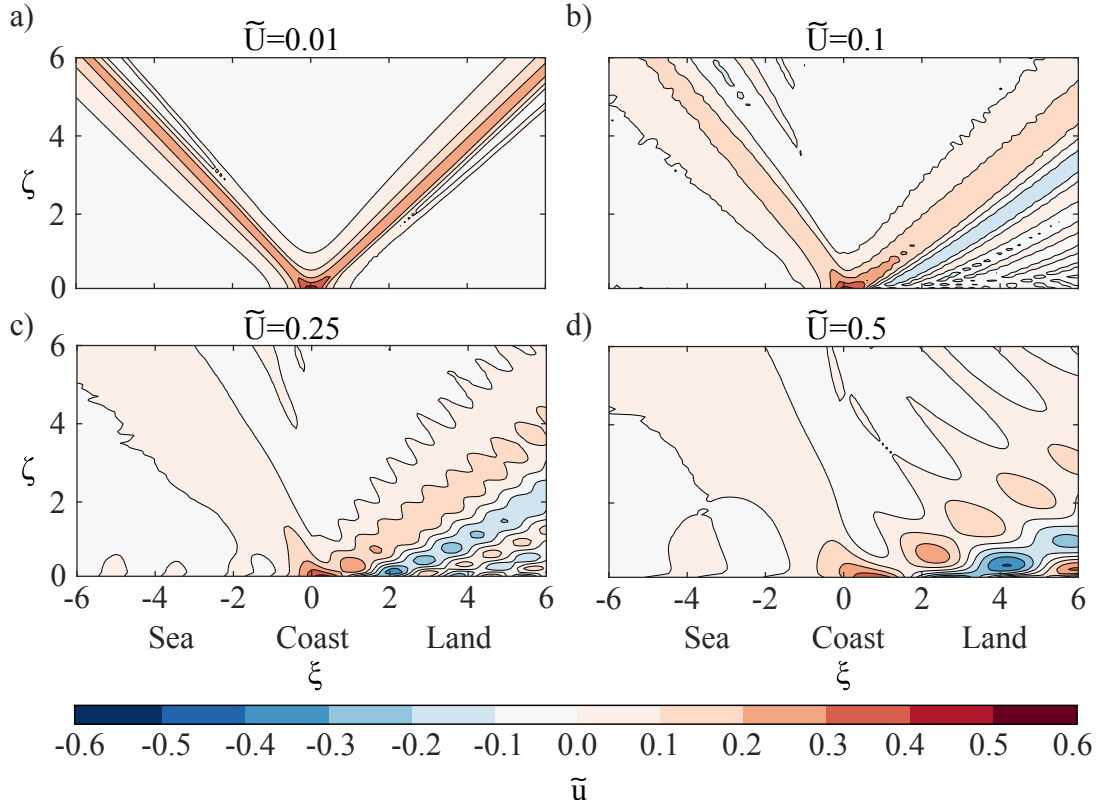 a)
Ũ=0.01
b)
Ũ=0.1
6
4
ζ
2
0
c)
Ũ=0.25
d)
Ũ=0.5
6
4
ζ
2
0
-6 -4 -2 0 2 4 6 -6 -4 -2 0 2 4 6
Sea Coast Land Sea Coast Land
ξ ξ
-0.6 -0.5 -0.4 -0.3 -0.2 -0.1 0.0 0.1 0.2 0.3 0.4 0.5 0.6
ũ